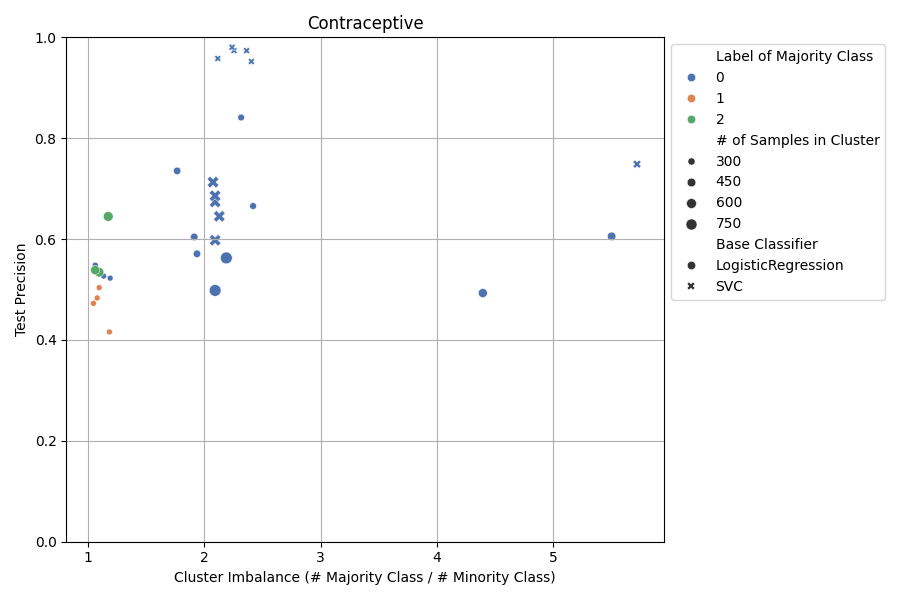 Contraceptive
Test Precision
1.0
0.8
0.6
0.4
0.2
0.0
1
2
3
4
5
Cluster Imbalance (# Majority Class / # Minority Class)
Label of Majority Class
0
1
2
# of Samples in Cluster
300
450
600
750
Base Classifier
LogisticRegression
SVC